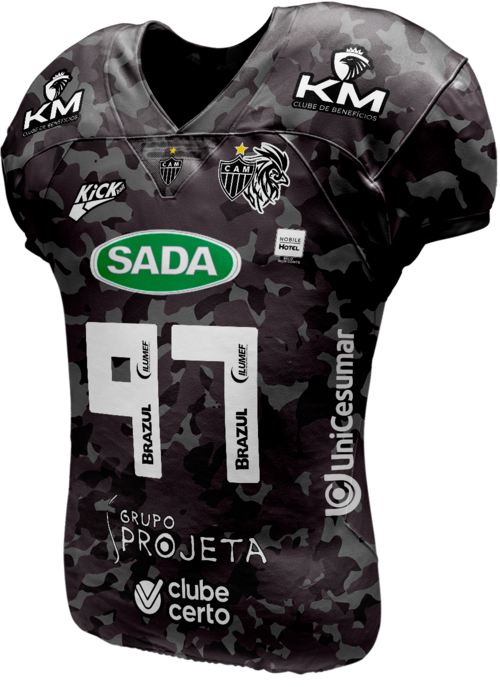 KM
CLUBE DE BENEFÍCIOS
KM
CLUBE DE BENEFÍCIOS
CAM
CAM
KICK
NOBILE
HOTEL
SADA
97
BRAZUL ILUMEF
BRAZUL ILUMEF
UniCesumar
GRUPO
PROJETA
clube
certo